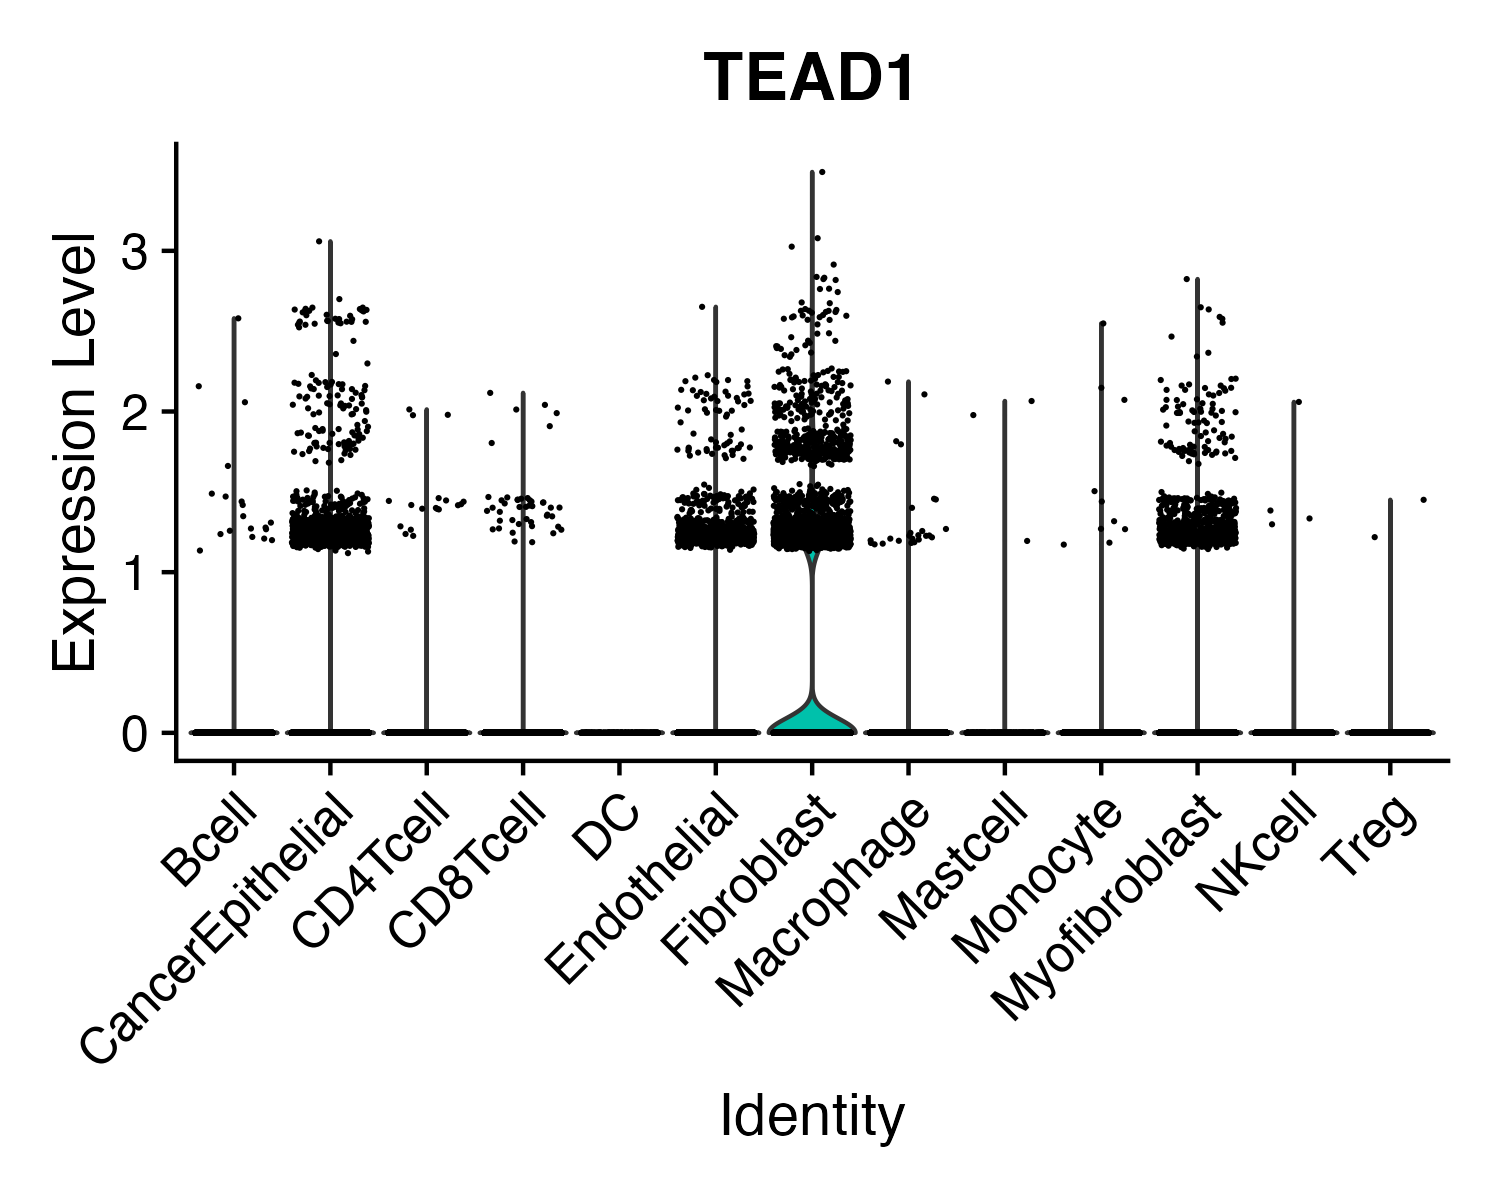 TEAD1
Expression Level
3
2
1
0
Bcell
CancerEpithelial
CD4Tcell
CD8Tcell
DC
Endothelial
Fibroblast
Macrophage
Mastcell
Monocyte
Myofibroblast
NKcell
Treg
Identity